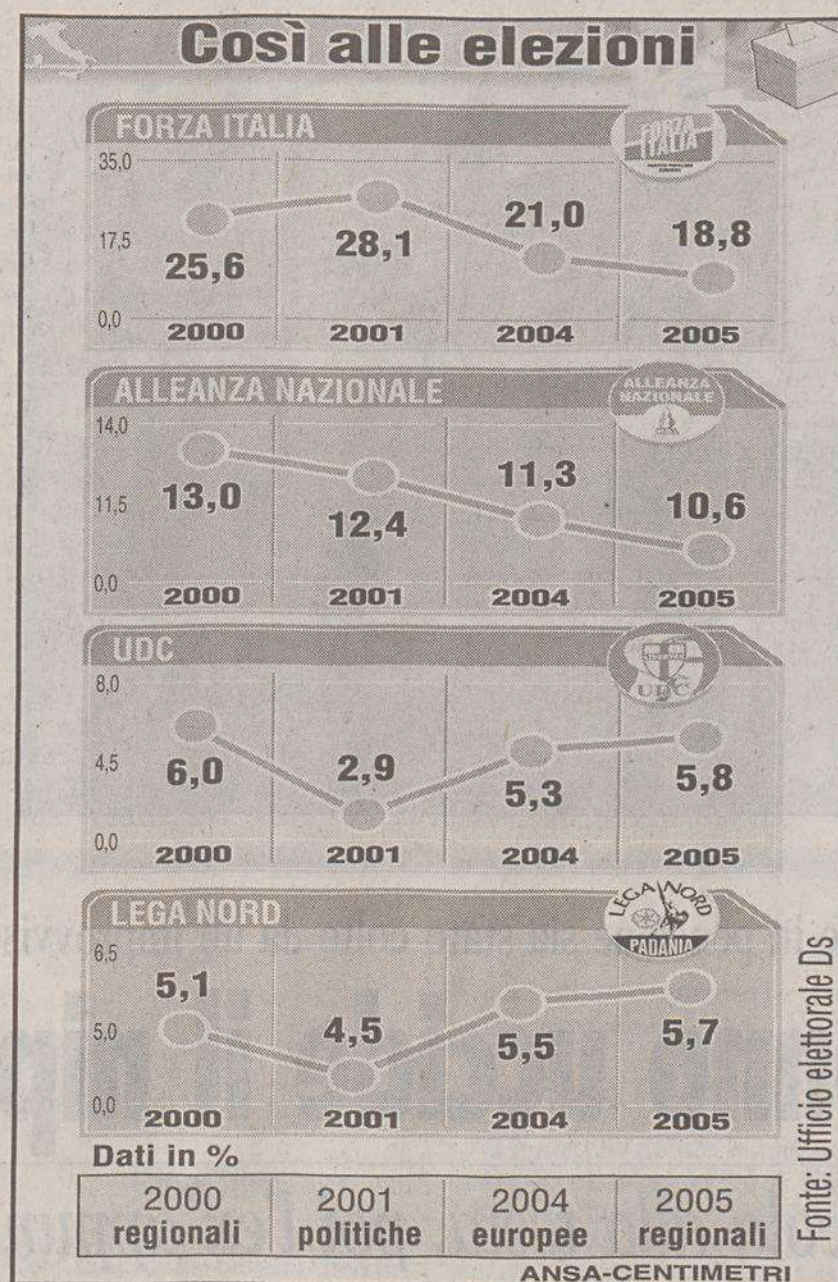 Così alle elezioni
FORZA ITALIA
FORZA
ITALIA
35,0
17,5
0,0
25,6
28,1
21,0
18,8
2000
2001
2004
2005
ALLEANZA NAZIONALE
ALLEANZA
NAZIONALE
14,0
11,5
0,0
13,0
12,4
11,3
10,6
2000
2001
2004
2005
UDC
UDC
8,0
4,5
0,0
6,0
2,9
5,3
5,8
2000
2001
2004
2005
LEGA NORD
LEGA NORD
PADANIA
6,5
5,0
0,0
5,1
4,5
5,5
5,7
2000
2001
2004
2005
Dati in %
2000 2001 2004 2005
regionali politiche europee regionali
ANSA-CENTIMETRI
Fonte: Ufficio elettorale Ds